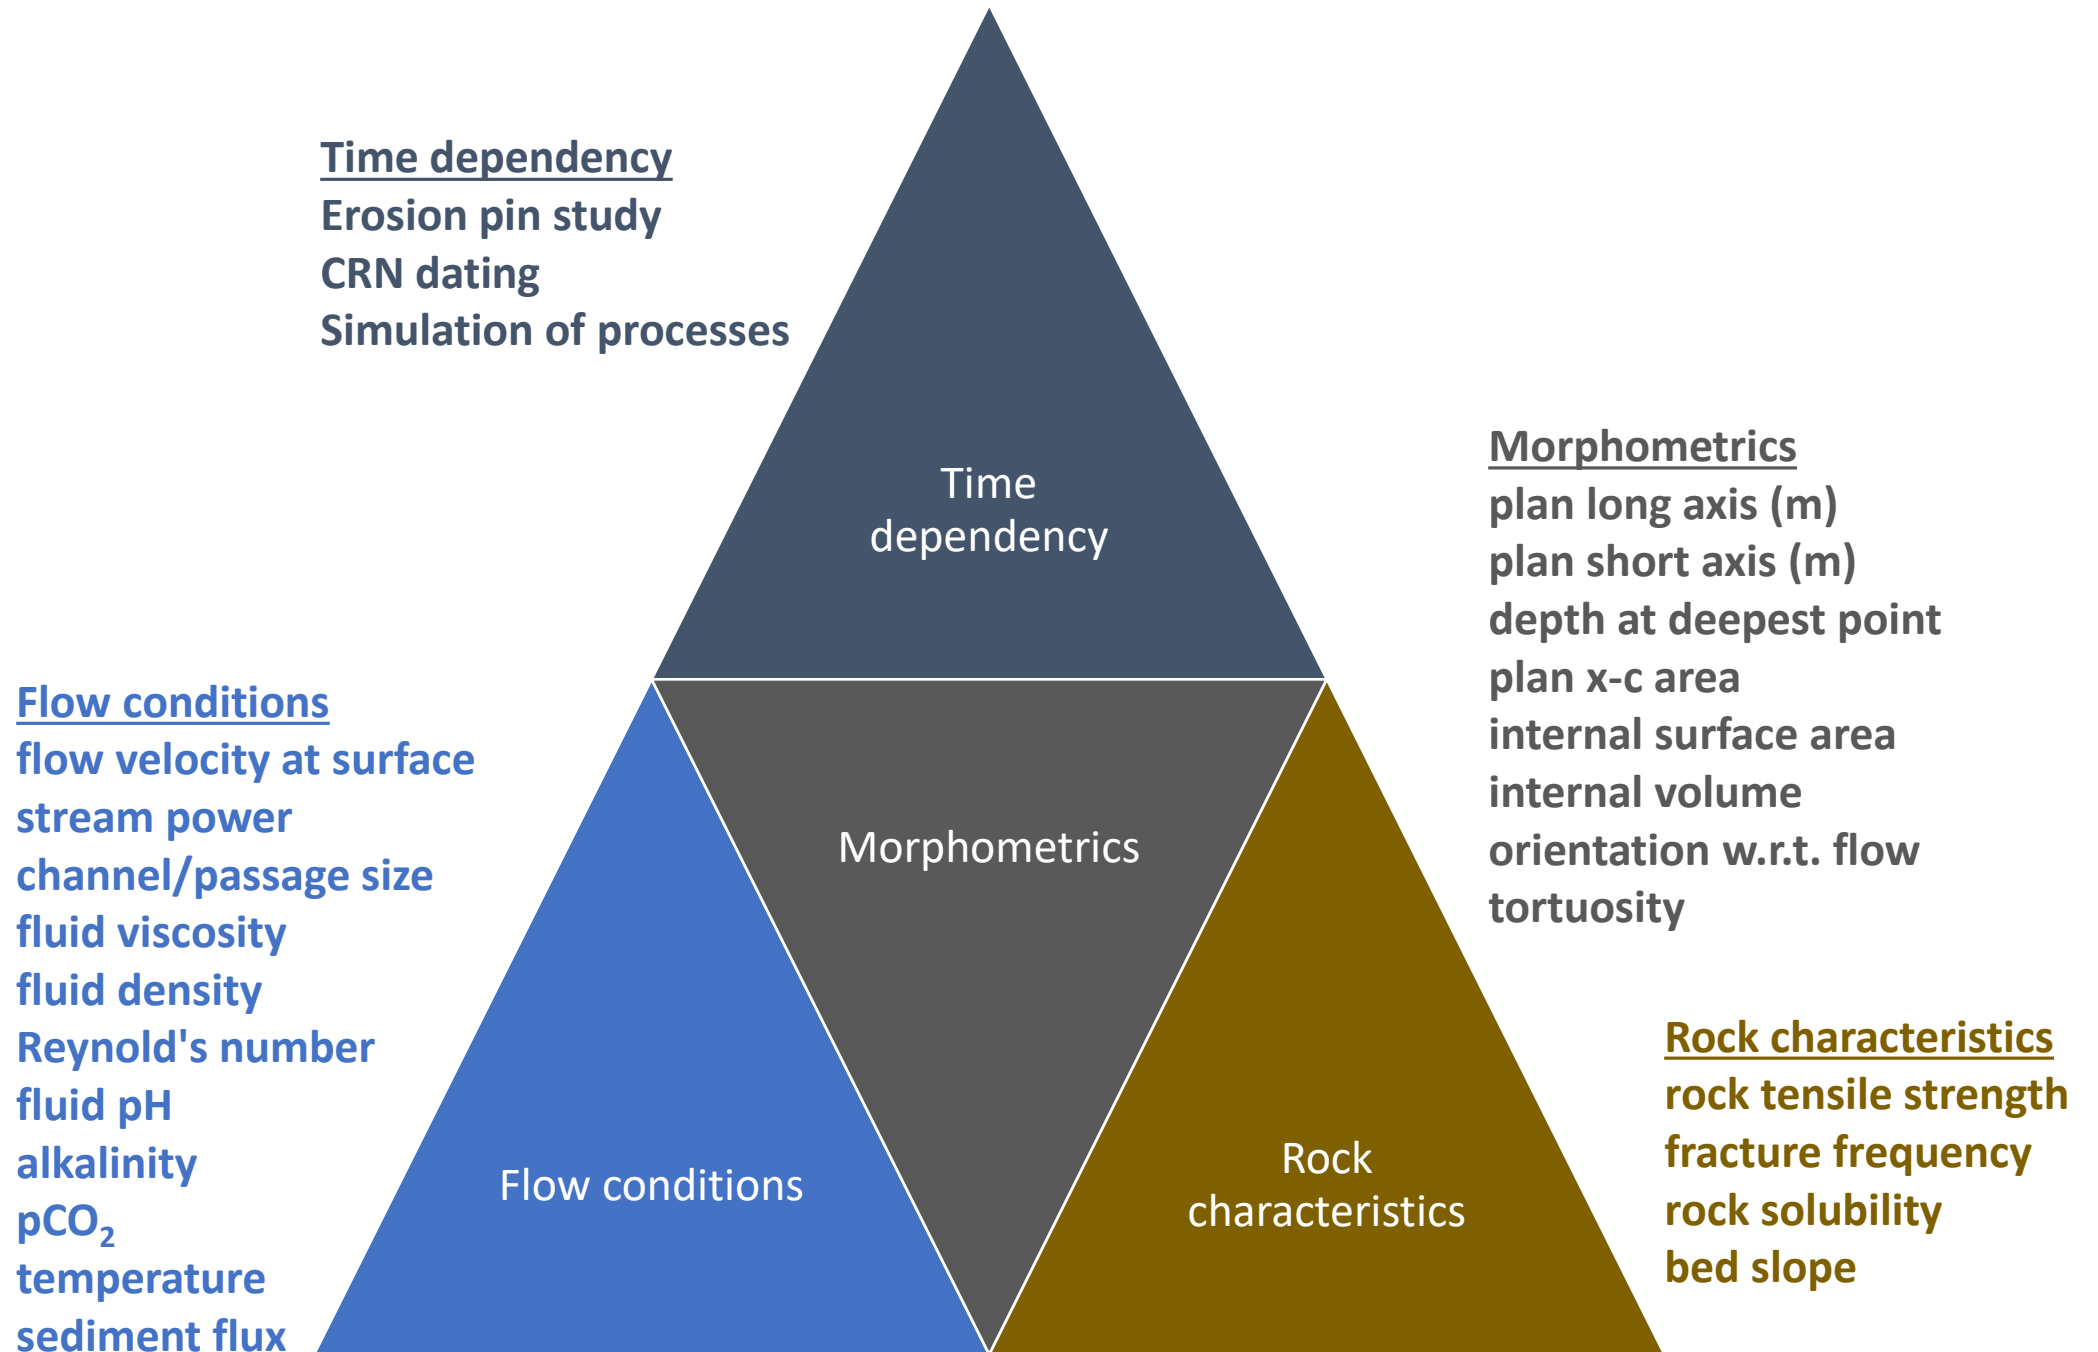 Time dependency
Erosion pin study
CRN dating
Simulation of processes
Time
dependency
Morphometrics
plan long axis (m)
plan short axis (m)
depth at deepest point
plan x-c area
internal surface area
internal volume
orientation w.r.t. flow
tortuosity
Flow conditions
flow velocity at surface
stream power
channel/passage size
fluid viscosity
fluid density
Reynold's number
fluid pH
alkalinity
pCO₂
temperature
sediment flux
Morphometrics
Flow conditions
Rock
characteristics
Rock characteristics
rock tensile strength
fracture frequency
rock solubility
bed slope